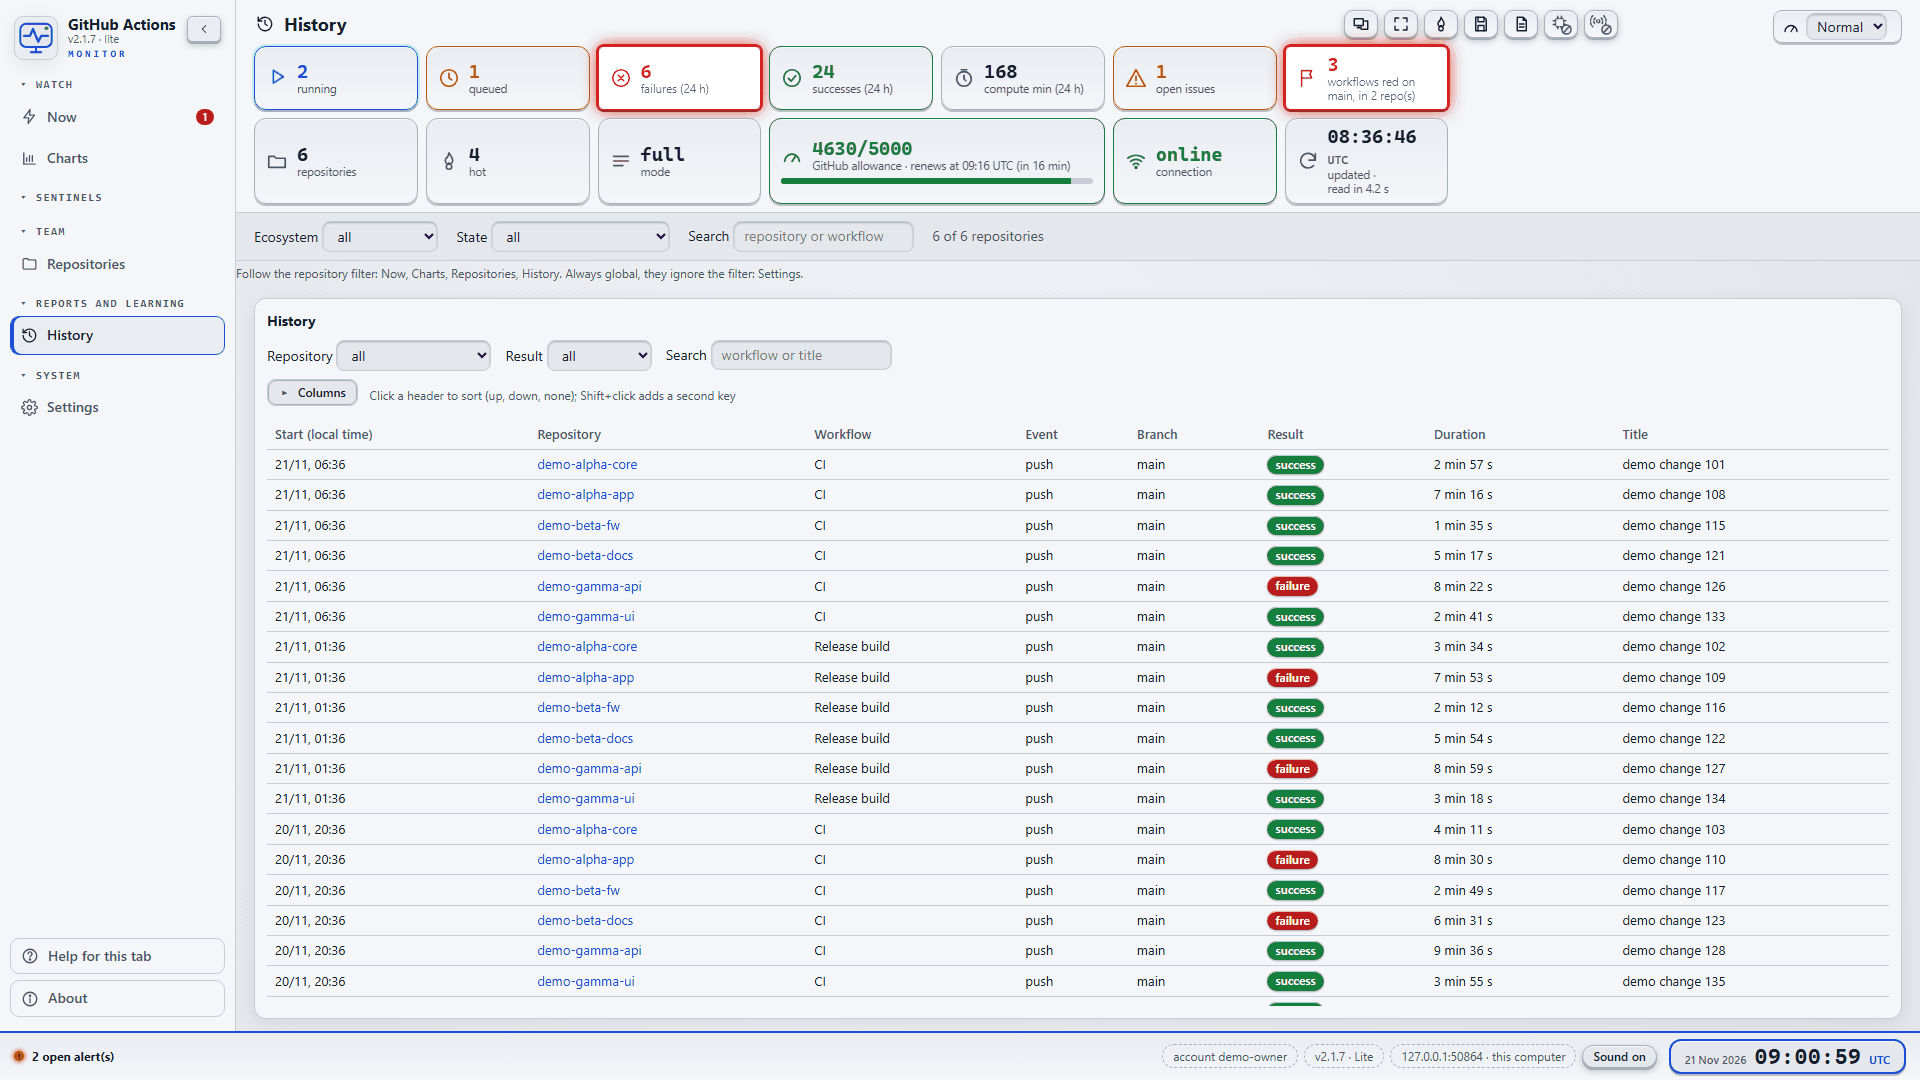 GitHub Actions
v2.1.7 · lite
MONITOR
WATCH
Now
1
Charts
SENTINELS
TEAM
Repositories
REPORTS AND LEARNING
History
SYSTEM
Settings
Help for this tab
About
History
Normal
2
running
1
queued
6
failures (24 h)
24
successes (24 h)
168
compute min (24 h)
1
open issues
3
workflows red on
main, in 2 repo(s)
6
repositories
4
hot
full
mode
4630/5000
GitHub allowance · renews at 09:16 UTC (in 16 min)
online
connection
08:36:46
UTC
updated ·
read in 4.2 s
Ecosystem all State all Search repository or workflow 6 of 6 repositories
Follow the repository filter: Now, Charts, Repositories, History. Always global, they ignore the filter: Settings.
History
Repository all Result all Search workflow or title
Columns Click a header to sort (up, down, none); Shift+click adds a second key
Start (local time) Repository Workflow Event Branch Result Duration Title
21/11, 06:36 demo-alpha-core CI push main success 2 min 57 s demo change 101
21/11, 06:36 demo-alpha-app CI push main success 7 min 16 s demo change 108
21/11, 06:36 demo-beta-fw CI push main success 1 min 35 s demo change 115
21/11, 06:36 demo-beta-docs CI push main success 5 min 17 s demo change 121
21/11, 06:36 demo-gamma-api CI push main failure 8 min 22 s demo change 126
21/11, 06:36 demo-gamma-ui CI push main success 2 min 41 s demo change 133
21/11, 01:36 demo-alpha-core Release build push main success 3 min 34 s demo change 102
21/11, 01:36 demo-alpha-app Release build push main failure 7 min 53 s demo change 109
21/11, 01:36 demo-beta-fw Release build push main success 2 min 12 s demo change 116
21/11, 01:36 demo-beta-docs Release build push main success 5 min 54 s demo change 122
21/11, 01:36 demo-gamma-api Release build push main failure 8 min 59 s demo change 127
21/11, 01:36 demo-gamma-ui Release build push main success 3 min 18 s demo change 134
20/11, 20:36 demo-alpha-core CI push main success 4 min 11 s demo change 103
20/11, 20:36 demo-alpha-app CI push main failure 8 min 30 s demo change 110
20/11, 20:36 demo-beta-fw CI push main success 2 min 49 s demo change 117
20/11, 20:36 demo-beta-docs CI push main failure 6 min 31 s demo change 123
20/11, 20:36 demo-gamma-api CI push main success 9 min 36 s demo change 128
20/11, 20:36 demo-gamma-ui CI push main success 3 min 55 s demo change 135
2 open alert(s)
account demo-owner
v2.1.7 · Lite
127.0.0.1:50864 · this computer
Sound on
21 Nov 2026 09:00:59 UTC